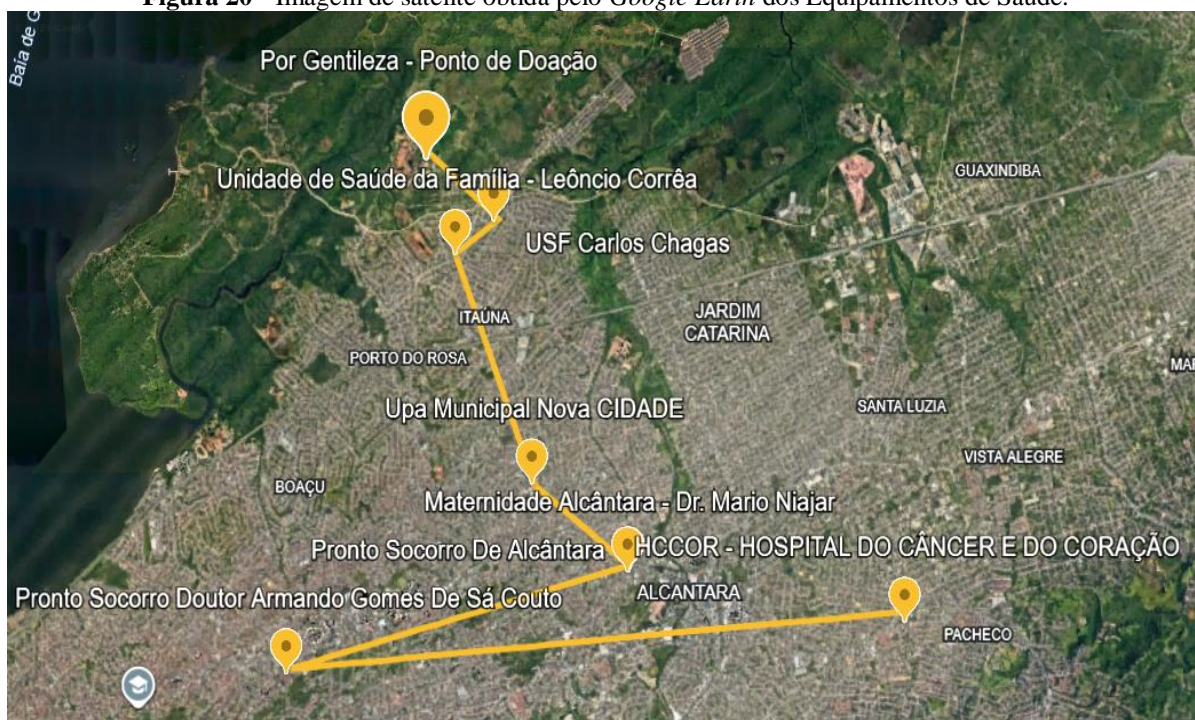 Figura 20 - Imagem de satélite obtida pelo Google Earth dos Equipamentos de Saúde.
Baía de G
Por Gentileza - Ponto de Doação
GUAXINDIBA
Unidade de Saúde da Família - Leôncio Corrêa
USF Carlos Chagas
ITAÚNA
JARDIM
CATARINA
PORTO DO ROSA
MAR
Upa Municipal Nova CIDADE
SANTA LUZIA
VISTA ALEGRE
BOAÇU
Maternidade Alcântara - Dr. Mario Niajar
Pronto Socorro De Alcântara
HCCOR - HOSPITAL DO CÂNCER E DO CORAÇÃO
Pronto Socorro Doutor Armando Gomes De Sá Couto
ALCANTARA
PACHECO